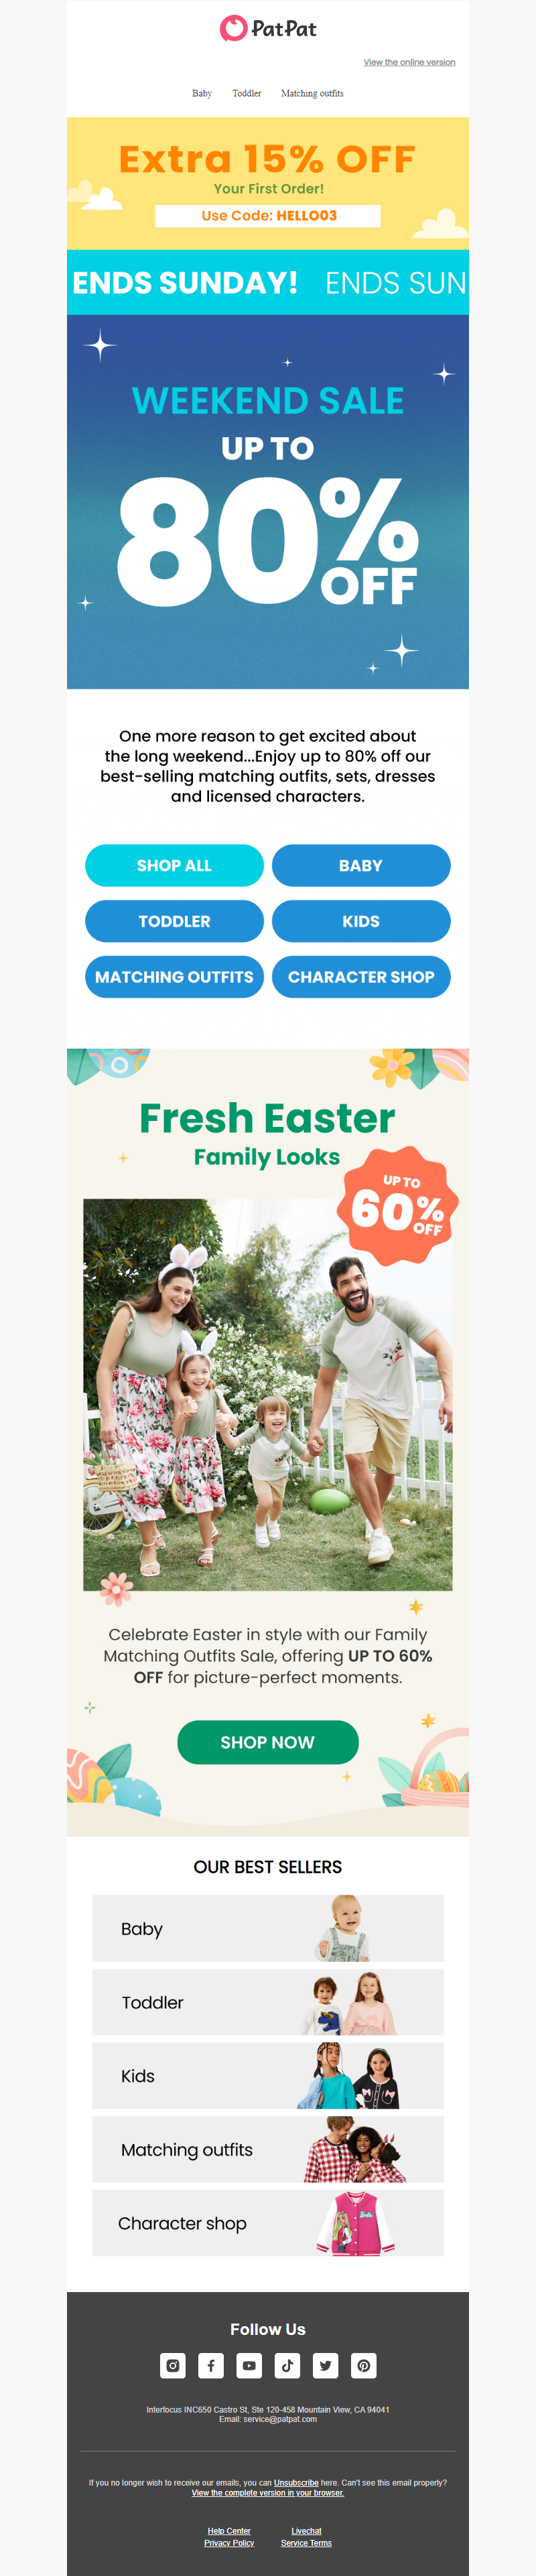 PatPat
View the online version
Baby Toddler Matching outfits
Extra 15% OFF
Your First Order!
Use Code: HELLO03
ENDS SUNDAY! ENDS SUN
WEEKEND SALE
UP TO
80%
OFF
One more reason to get excited about
the long weekend...Enjoy up to 80% off our
best-selling matching outfits, sets, dresses
and licensed characters.
SHOP ALL BABY
TODDLER KIDS
MATCHING OUTFITS CHARACTER SHOP
Fresh Easter
Family Looks
UP TO
60%
OFF
Celebrate Easter in style with our Family
Matching Outfits Sale, offering UP TO 60%
OFF for picture-perfect moments.
SHOP NOW
OUR BEST SELLERS
Baby
Toddler
Kids
Matching outfits
Character shop
Barbie
Follow Us
Interfocus INC650 Castro St, Ste 120-458 Mountain View, CA 94041
Email: service@patpat.com
If you no longer wish to receive our emails, you can Unsubscribe here. Can't see this email properly?
View the complete version in your browser.
Help Center Livechat
Privacy Policy Service Terms